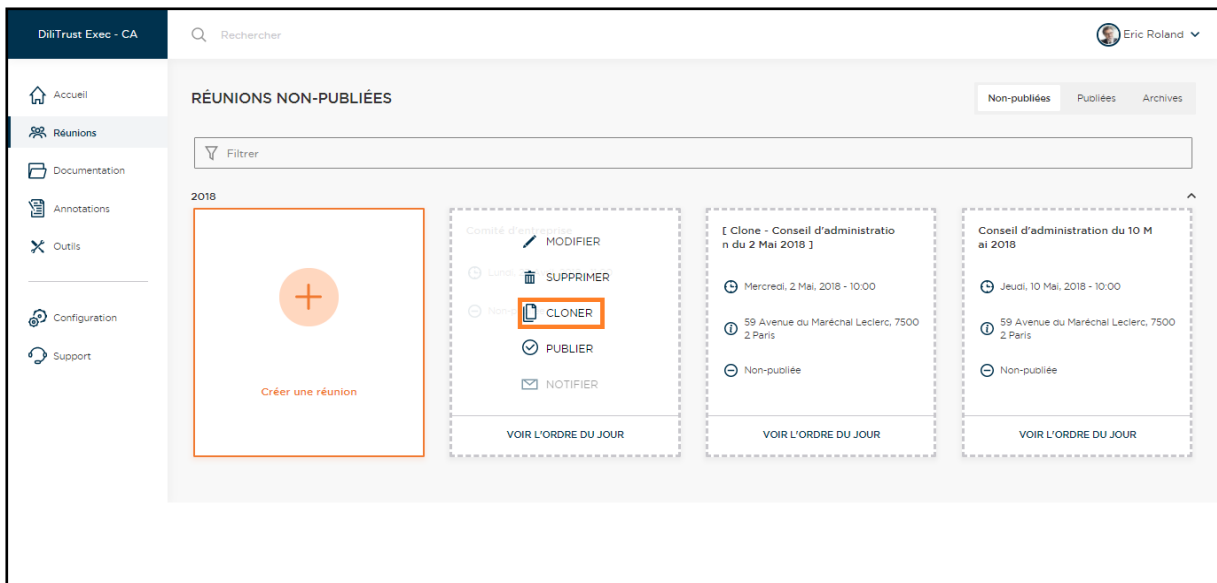 DiliTrust Exec - CA
Rechercher
Eric Roland
Accueil
Réunions
Documentation
Annotations
Outils
Configuration
Support
RÉUNIONS NON-PUBLIÉES
Non-publiées Publiées Archives
Filtrer
2018
Créer une réunion
Comité d'entreprise
MODIFIER
Lundi,
SUPPRIMER
CLONER
PUBLIER
NOTIFIER
VOIR L'ORDRE DU JOUR
[ Clone - Conseil d'administratio
n du 2 Mai 2018 ]
Mercredi, 2 Mai, 2018 - 10:00
59 Avenue du Maréchal Leclerc, 7500
2 Paris
Non-publiée
VOIR L'ORDRE DU JOUR
Conseil d'administration du 10 M
ai 2018
Jeudi, 10 Mai, 2018 - 10:00
59 Avenue du Maréchal Leclerc, 7500
2 Paris
Non-publiée
VOIR L'ORDRE DU JOUR